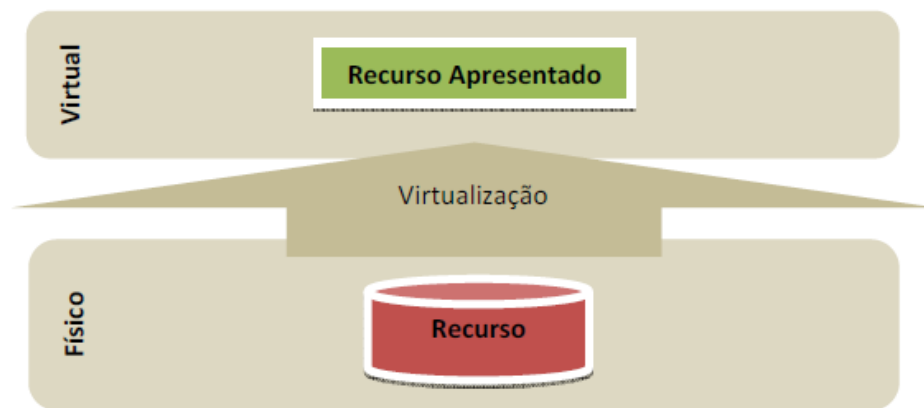 Virtual
Recurso Apresentado
Virtualização
Físico
Recurso